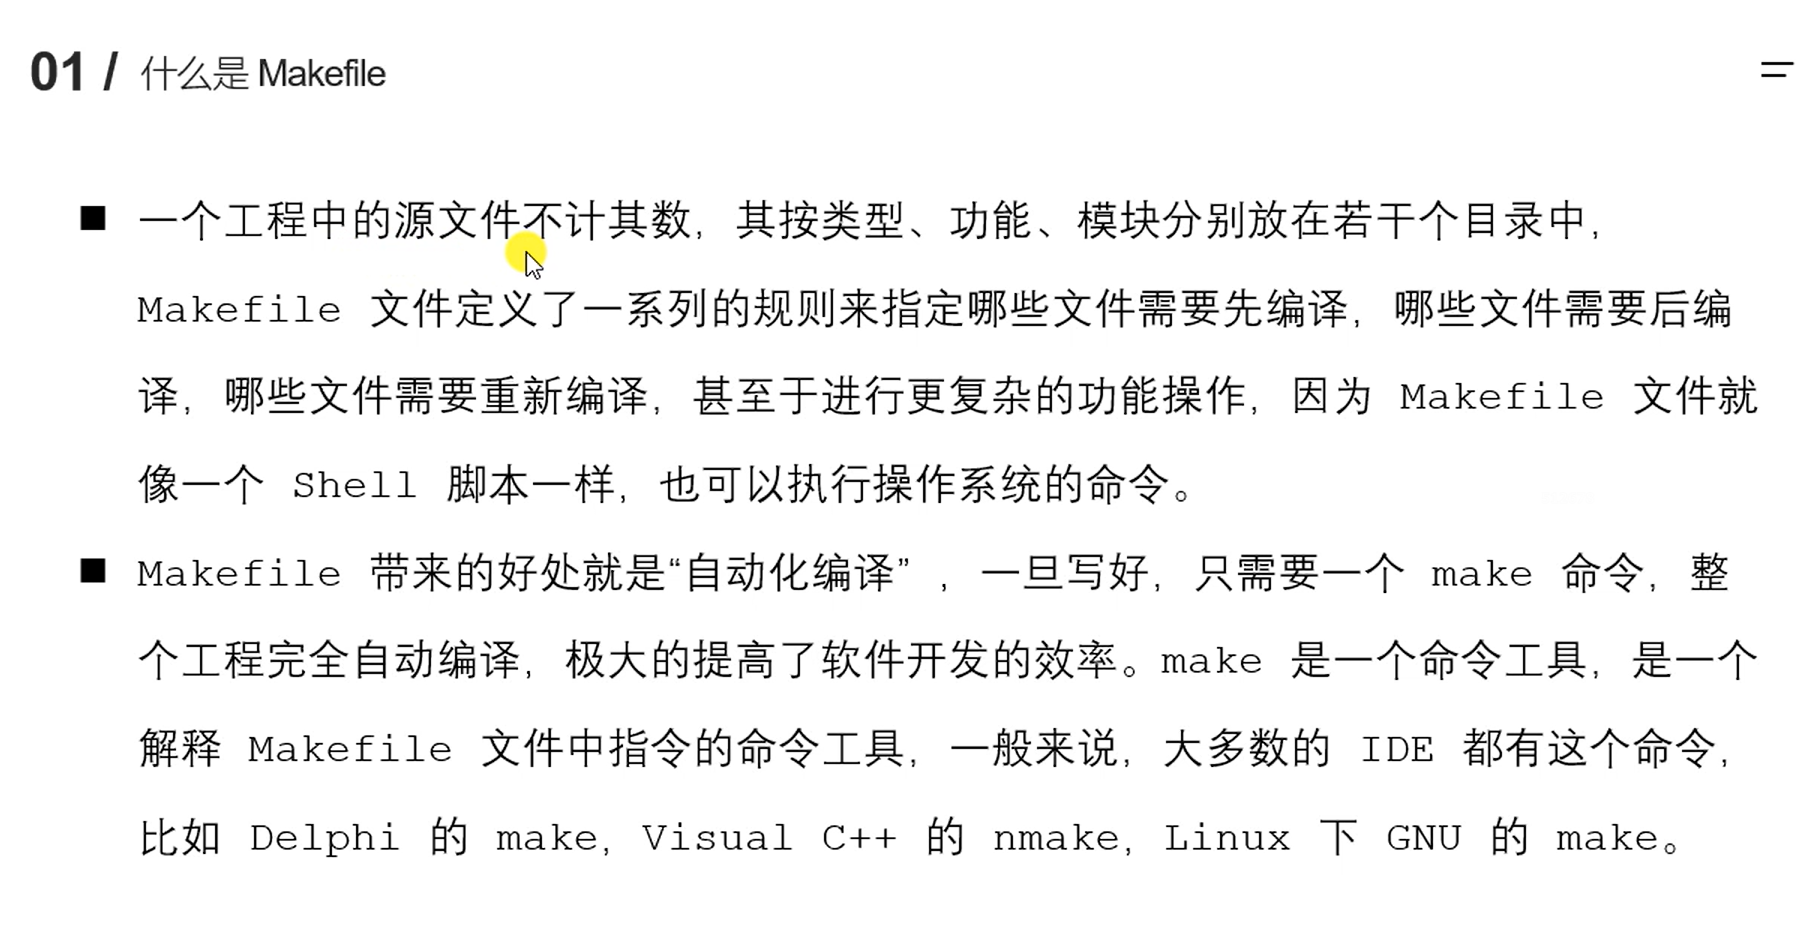 01 / 什么是 Makefile
■ 一个工程中的源文件不计其数，其按类型、功能、模块分别放在若干个目录中，
Makefile 文件定义了一系列的规则来指定哪些文件需要先编译，哪些文件需要后编
译，哪些文件需要重新编译，甚至于进行更复杂的功能操作，因为 Makefile 文件就
像一个 Shell 脚本一样，也可以执行操作系统的命令。
■ Makefile 带来的好处就是“自动化编译” ，一旦写好，只需要一个 make 命令，整
个工程完全自动编译，极大的提高了软件开发的效率。make 是一个命令工具，是一个
解释 Makefile 文件中指令的命令工具，一般来说，大多数的 IDE 都有这个命令，
比如 Delphi 的 make，Visual C++ 的 nmake，Linux 下 GNU 的 make。